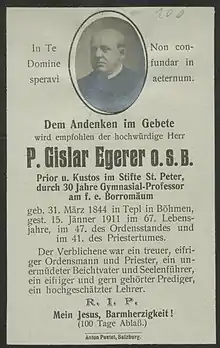 In Te Non con-
Domine fundar in
speravi aeternum.
Dem Andenken im Gebete
wird empfohlen der hochwürdige Herr
P. Gislar Egerer O. S. B.
Prior u. Kustos im Stifte St. Peter,
durch 30 Jahre Gymnasial-Professor
am f. e. Borromäum
geb. 31. März 1844 in Tepl in Böhmen,
gest. 15. Jänner 1911 im 67. Lebens-
jahre, im 47. des Ordensstandes und
im 41. des Priestertumes.
Der Verblichene war ein treuer, eifri-
ger Ordensmann und Priester, ein un-
ermüdeter Beichtvater und Seelenführer,
ein eifriger und gern gehörter Prediger,
ein hochgeschätzter Lehrer.
R. I. P.
Mein Jesus, Barmherzigkeit!
(100 Tage Ablaß.)
Anton Pustet, Salzburg.